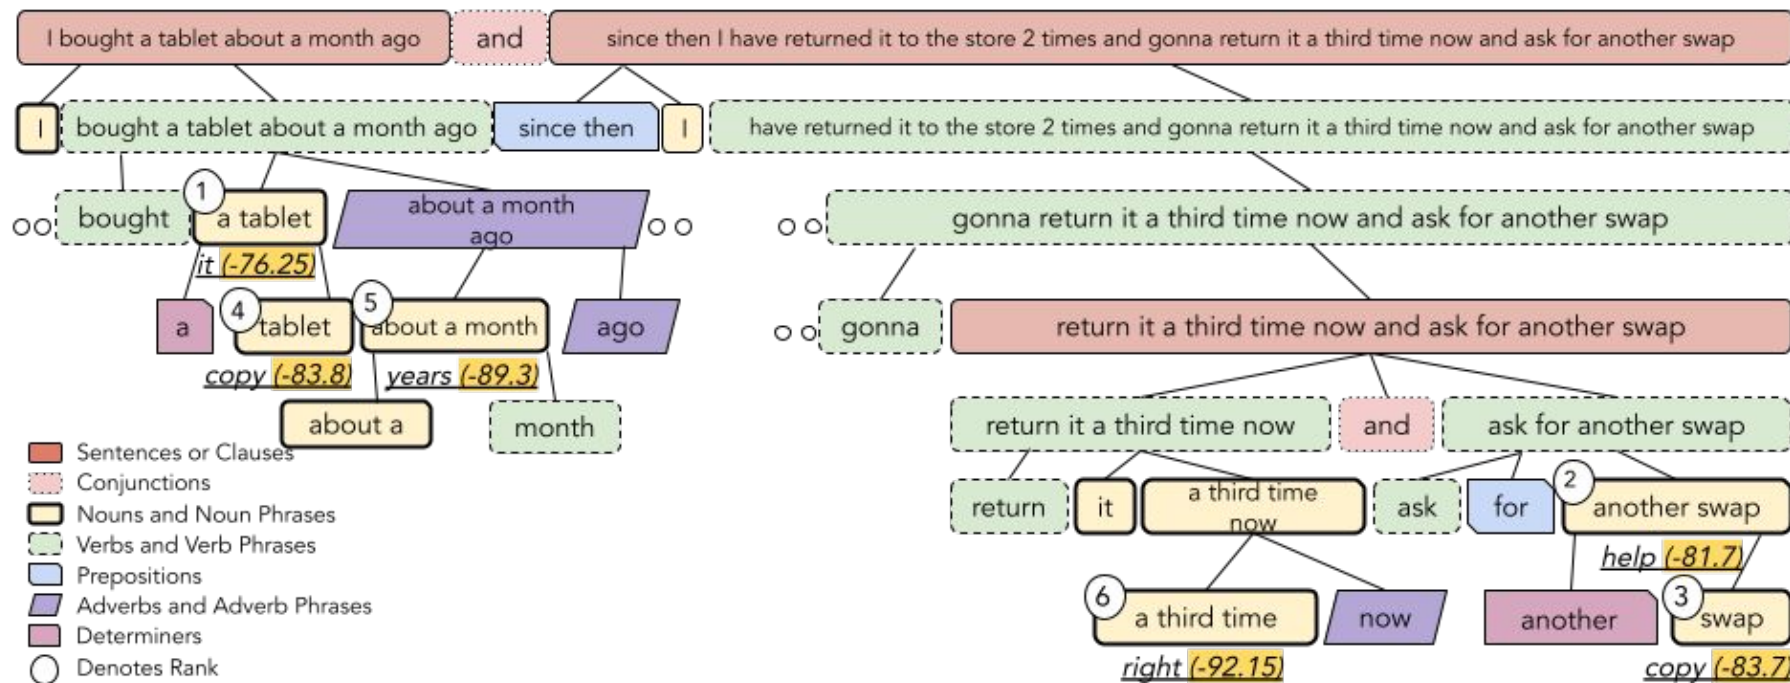 I bought a tablet about a month ago and since then I have returned it to the store 2 times and gonna return it a third time now and ask for another swap
I bought a tablet about a month ago since then I have returned it to the store 2 times and gonna return it a third time now and ask for another swap
bought 1 a tablet about a month
ago
gonna return it a third time now and ask for another swap
it (-76.25)
a 4 tablet 5 about a month ago gonna return it a third time now and ask for another swap
copy (-83.8) years (-89.3)
about a month return it a third time now and ask for another swap
return it a third time
now
ask for 2 another swap
help (-81.7)
6 a third time now another 3 swap
right (-92.15) copy (-83.7)
Sentences or Clauses
Conjunctions
Nouns and Noun Phrases
Verbs and Verb Phrases
Prepositions
Adverbs and Adverb Phrases
Determiners
Denotes Rank